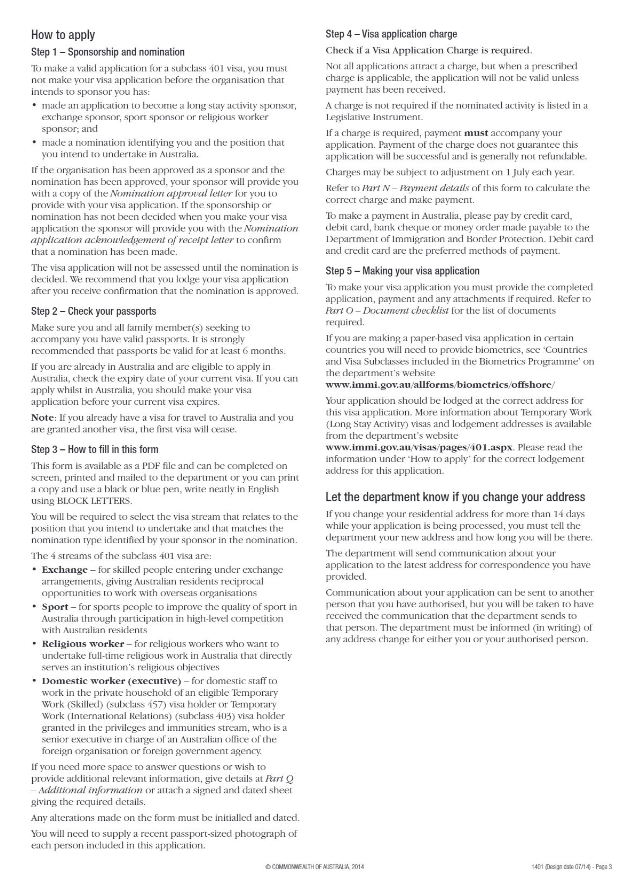 How to apply
Step 1 – Sponsorship and nomination
To make a valid application for a subclass 401 visa, you must
not make your visa application before the organisation that
intends to sponsor you has:
• made an application to become a long stay activity sponsor,
exchange sponsor, sport sponsor or religious worker
sponsor; and
• made a nomination identifying you and the position that
you intend to undertake in Australia.
If the organisation has been approved as a sponsor and the
nomination has been approved, your sponsor will provide you
with a copy of the Nomination approval letter for you to
provide with your visa application. If the sponsorship or
nomination has not been decided when you make your visa
application the sponsor will provide you with the Nomination
application acknowledgement of receipt letter to confirm
that a nomination has been made.
The visa application will not be assessed until the nomination is
decided. We recommend that you lodge your visa application
after you receive confirmation that the nomination is approved.
Step 2 – Check your passports
Make sure you and all family member(s) seeking to
accompany you have valid passports. It is strongly
recommended that passports be valid for at least 6 months.
If you are already in Australia and are eligible to apply in
Australia, check the expiry date of your current visa. If you can
apply whilst in Australia, you should make your visa
application before your current visa expires.
Note: If you already have a visa for travel to Australia and you
are granted another visa, the first visa will cease.
Step 3 – How to fill in this form
This form is available as a PDF file and can be completed on
screen, printed and mailed to the department or you can print
a copy and use a black or blue pen, write neatly in English
using BLOCK LETTERS.
You will be required to select the visa stream that relates to the
position that you intend to undertake and that matches the
nomination type identified by your sponsor in the nomination.
The 4 streams of the subclass 401 visa are:
• Exchange – for skilled people entering under exchange
arrangements, giving Australian residents reciprocal
opportunities to work with overseas organisations
• Sport – for sports people to improve the quality of sport in
Australia through participation in high-level competition
with Australian residents
• Religious worker – for religious workers who want to
undertake full-time religious work in Australia that directly
serves an institution's religious objectives
• Domestic worker (executive) – for domestic staff to
work in the private household of an eligible Temporary
Work (Skilled) (subclass 457) visa holder or Temporary
Work (International Relations) (subclass 403) visa holder
granted in the privileges and immunities stream, who is a
senior executive in charge of an Australian office of the
foreign organisation or foreign government agency.
If you need more space to answer questions or wish to
provide additional relevant information, give details at Part Q
– Additional information or attach a signed and dated sheet
giving the required details.
Any alterations made on the form must be initialled and dated.
You will need to supply a recent passport-sized photograph of
each person included in this application.
Step 4 – Visa application charge
Check if a Visa Application Charge is required.
Not all applications attract a charge, but when a prescribed
charge is applicable, the application will not be valid unless
payment has been received.
A charge is not required if the nominated activity is listed in a
Legislative Instrument.
If a charge is required, payment must accompany your
application. Payment of the charge does not guarantee this
application will be successful and is generally not refundable.
Charges may be subject to adjustment on 1 July each year.
Refer to Part N – Payment details of this form to calculate the
correct charge and make payment.
To make a payment in Australia, please pay by credit card,
debit card, bank cheque or money order made payable to the
Department of Immigration and Border Protection. Debit card
and credit card are the preferred methods of payment.
Step 5 – Making your visa application
To make your visa application you must provide the completed
application, payment and any attachments if required. Refer to
Part O – Document checklist for the list of documents
required.
If you are making a paper-based visa application in certain
countries you will need to provide biometrics, see 'Countries
and Visa Subclasses included in the Biometrics Programme' on
the department's website
www.immi.gov.au/allforms/biometrics/offshore/
Your application should be lodged at the correct address for
this visa application. More information about Temporary Work
(Long Stay Activity) visas and lodgement addresses is available
from the department's website
www.immi.gov.au/visas/pages/401.aspx. Please read the
information under 'How to apply' for the correct lodgement
address for this application.
Let the department know if you change your address
If you change your residential address for more than 14 days
while your application is being processed, you must tell the
department your new address and how long you will be there.
The department will send communication about your
application to the latest address for correspondence you have
provided.
Communication about your application can be sent to another
person that you have authorised, but you will be taken to have
received the communication that the department sends to
that person. The department must be informed (in writing) of
any address change for either you or your authorised person.
© COMMONWEALTH OF AUSTRALIA, 2014
1401 (Design date 07/14) - Page 3